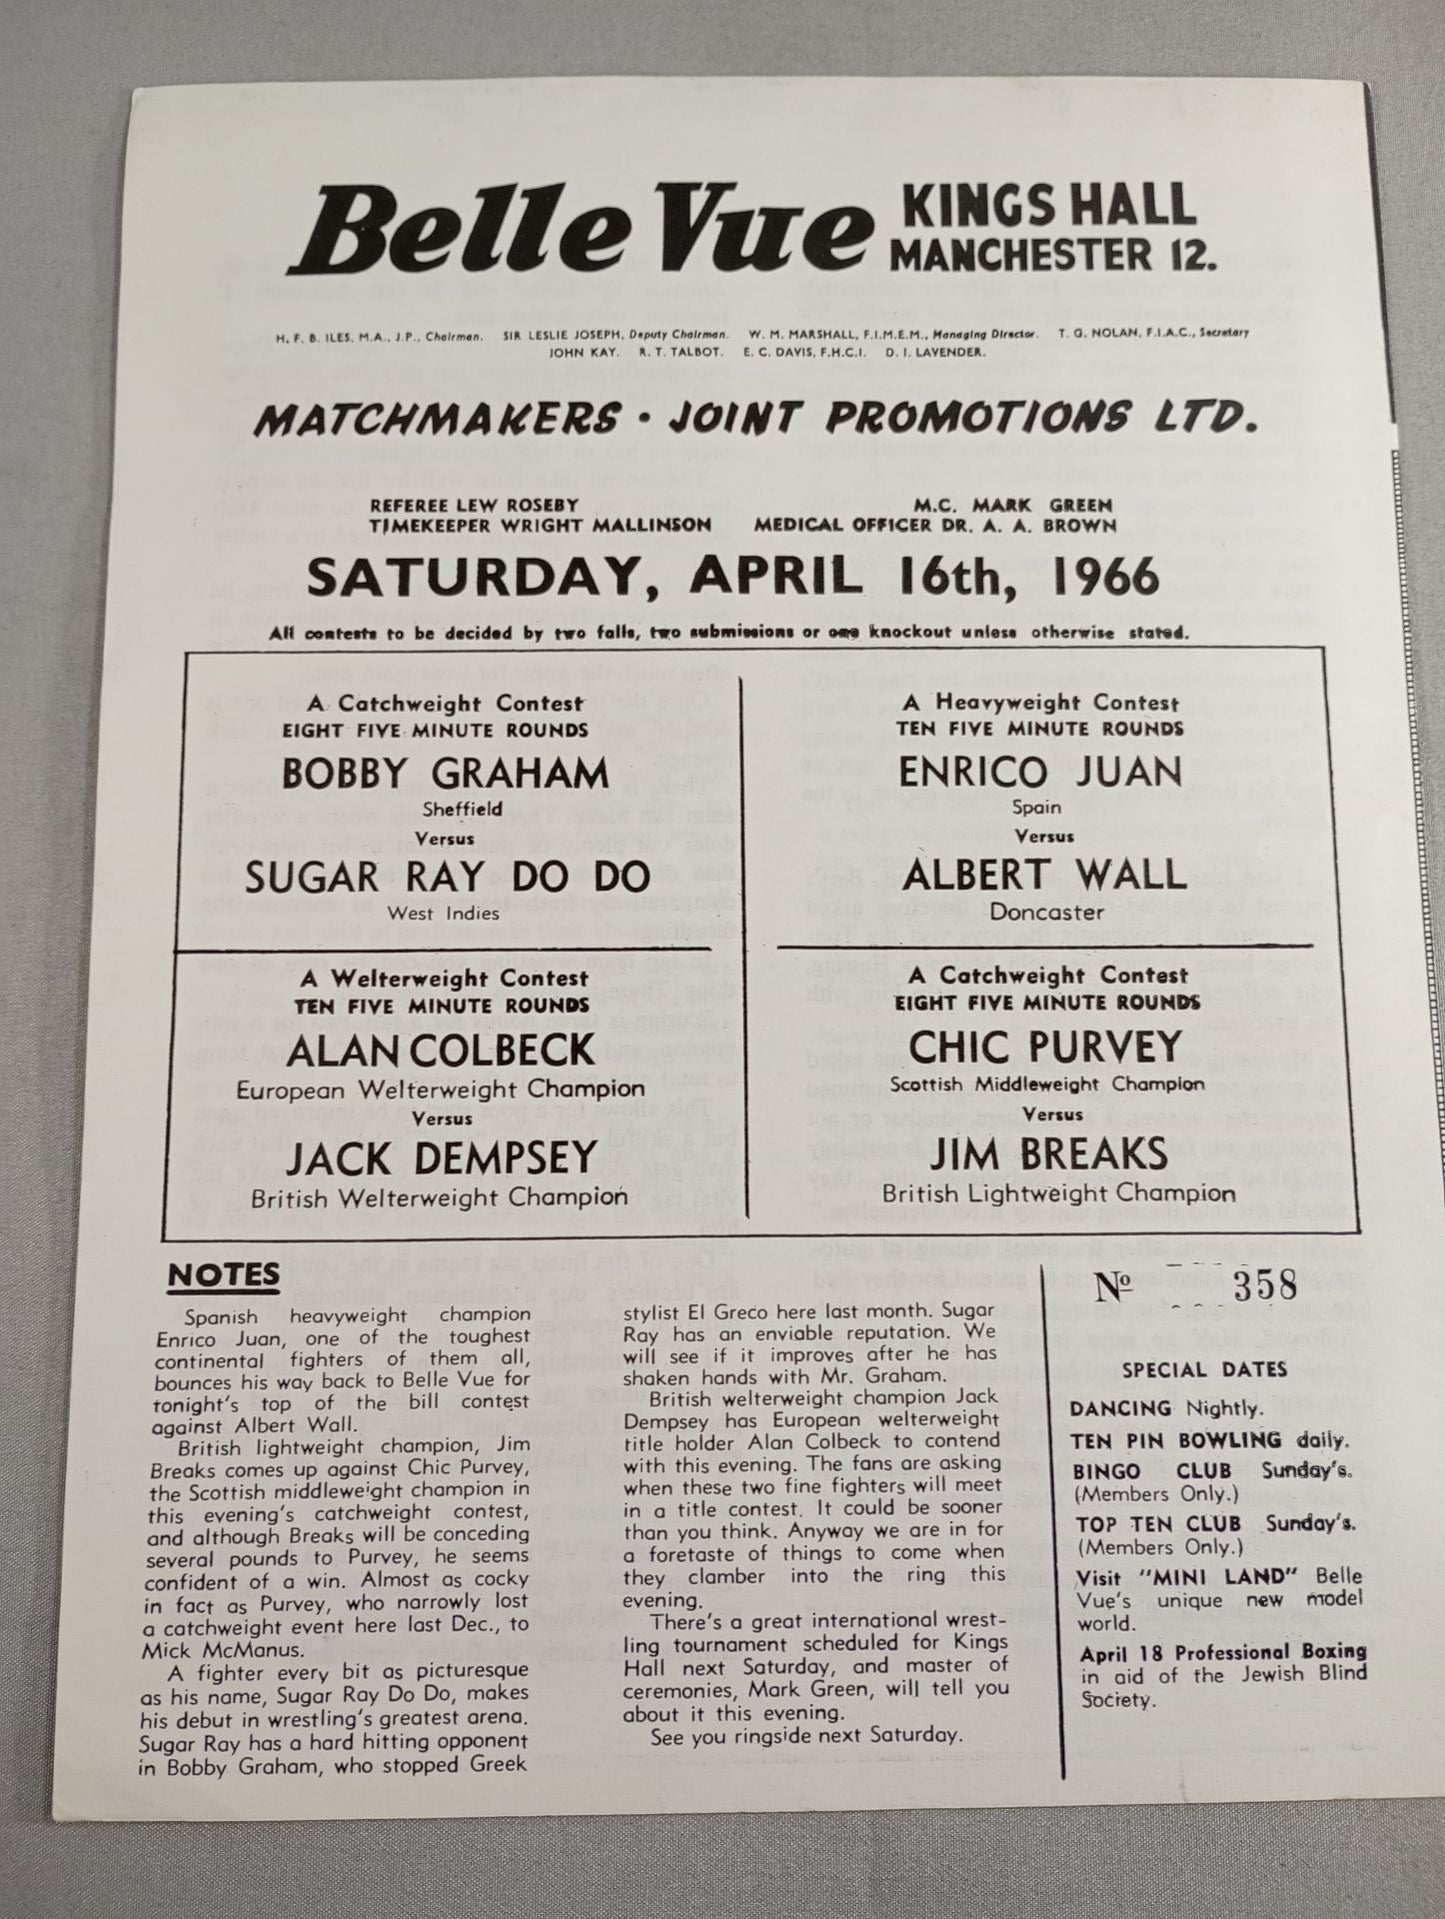 Belle Vue KINGS HALL
MANCHESTER 12.
H. F. B. ILES, M.A., J.P., Chairman. SIR LESLIE JOSEPH, Deputy Chairman. W. M. MARSHALL, F.I.M.E.M., Managing Director. T. G. NOLAN, F.I.A.C., Secretary
JOHN KAY. R. T. TALBOT. E. C. DAVIS, F.H.C.I. D. I. LAVENDER.
MATCHMAKERS · JOINT PROMOTIONS LTD.
REFEREE LEW ROSEBY M.C. MARK GREEN
TIMEKEEPER WRIGHT MALLINSON MEDICAL OFFICER DR. A. A. BROWN
SATURDAY, APRIL 16th, 1966
All contests to be decided by two falls, two submissions or one knockout unless otherwise stated.
A Catchweight Contest
EIGHT FIVE MINUTE ROUNDS
BOBBY GRAHAM
Sheffield
Versus
SUGAR RAY DO DO
West Indies
A Heavyweight Contest
TEN FIVE MINUTE ROUNDS
ENRICO JUAN
Spain
Versus
ALBERT WALL
Doncaster
A Welterweight Contest
TEN FIVE MINUTE ROUNDS
ALAN COLBECK
European Welterweight Champion
Versus
JACK DEMPSEY
British Welterweight Champion
A Catchweight Contest
EIGHT FIVE MINUTE ROUNDS
CHIC PURVEY
Scottish Middleweight Champion
Versus
JIM BREAKS
British Lightweight Champion
NOTES
Spanish heavyweight champion
Enrico Juan, one of the toughest
continental fighters of them all,
bounces his way back to Belle Vue for
tonight's top of the bill contest
against Albert Wall.
British lightweight champion, Jim
Breaks comes up against Chic Purvey,
the Scottish middleweight champion in
this evening's catchweight contest,
and although Breaks will be conceding
several pounds to Purvey, he seems
confident of a win. Almost as cocky
in fact as Purvey, who narrowly lost
a catchweight event here last Dec., to
Mick McManus.
A fighter every bit as picturesque
as his name, Sugar Ray Do Do, makes
his debut in wrestling's greatest arena.
Sugar Ray has a hard hitting opponent
in Bobby Graham, who stopped Greek
stylist El Greco here last month. Sugar
Ray has an enviable reputation. We
will see if it improves after he has
shaken hands with Mr. Graham.
British welterweight champion Jack
Dempsey has European welterweight
title holder Alan Colbeck to contend
with this evening. The fans are asking
when these two fine fighters will meet
in a title contest. It could be sooner
than you think. Anyway we are in for
a foretaste of things to come when
they clamber into the ring this
evening.
There's a great international wrest-
ling tournament scheduled for Kings
Hall next Saturday, and master of
ceremonies, Mark Green, will tell you
about it this evening.
See you ringside next Saturday.
№ 358
SPECIAL DATES
DANCING Nightly.
TEN PIN BOWLING daily.
BINGO CLUB Sunday's.
(Members Only.)
TOP TEN CLUB Sunday's.
(Members Only.)
Visit "MINI LAND" Belle
Vue's unique new model
world.
April 18 Professional Boxing
in aid of the Jewish Blind
Society.